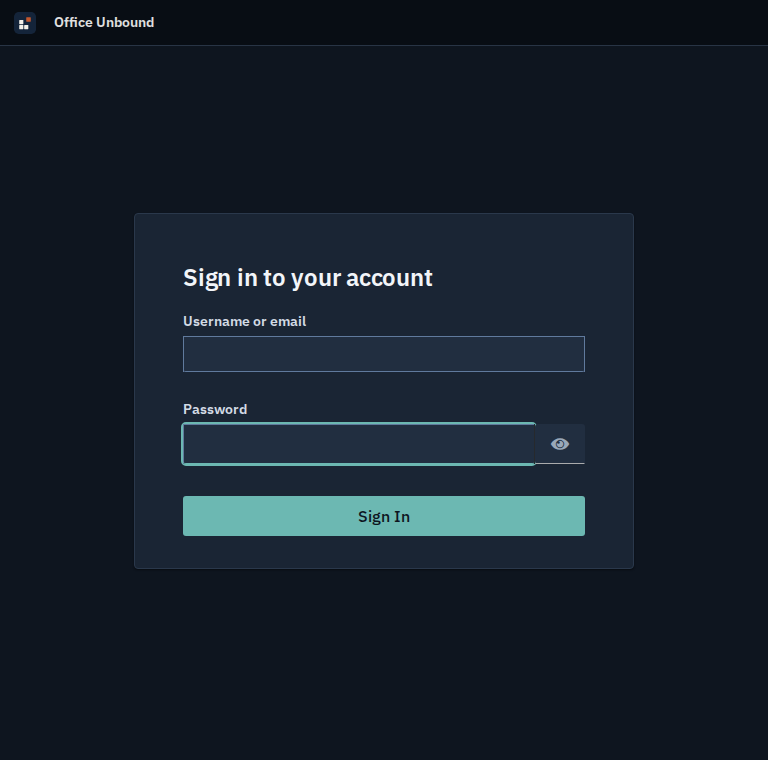 Office Unbound
Sign in to your account
Username or email
Password
Sign In